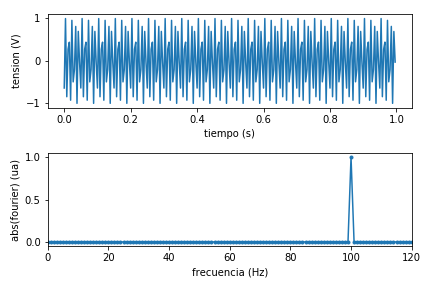 1
0
−1
tension (V)
0.0 0.2 0.4 0.6 0.8 1.0
tiempo (s)
1.0
0.5
0.0
abs(fourier) (ua)
0 20 40 60 80 100 120
frecuencia (Hz)